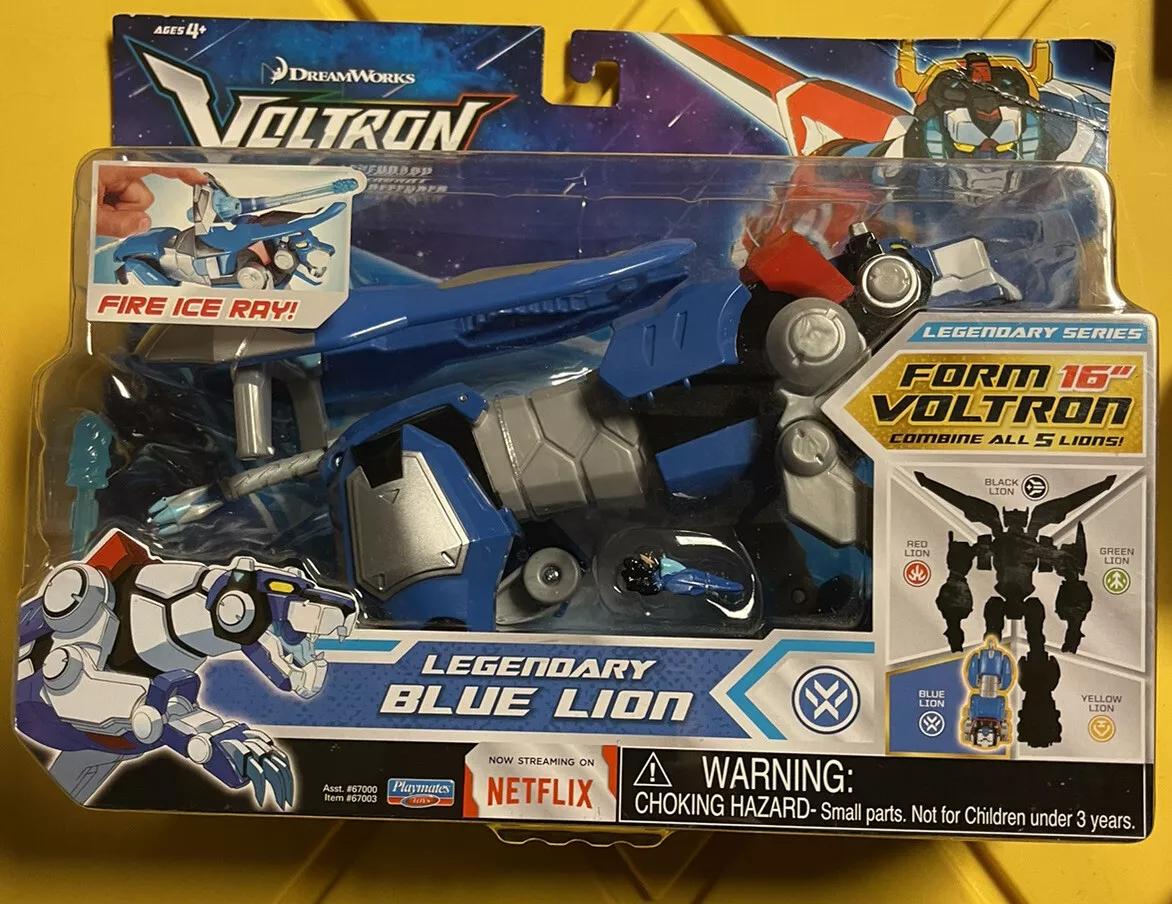 AGES 4+
DREAMWORKS
VOLTRON
FIRE ICE RAY!
LEGENDARY SERIES
FORM 16"
VOLTRON
COMBINE ALL 5 LIONS!
BLACK
LION
RED
LION
GREEN
LION
BLUE
LION
YELLOW
LION
LEGENDARY
BLUE LION
Asst. #67000
Item #67003
Playmates
toys
NOW STREAMING ON
NETFLIX
WARNING:
CHOKING HAZARD- Small parts. Not for Children under 3 years.